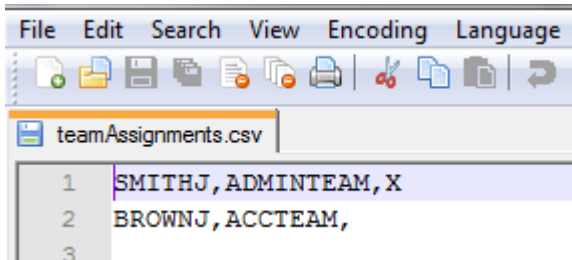 File Edit Search View Encoding Language
teamAssignments.csv
1 SMITHJ,ADMINTEAM,X
2 BROWNJ,ACCTEAM,
3